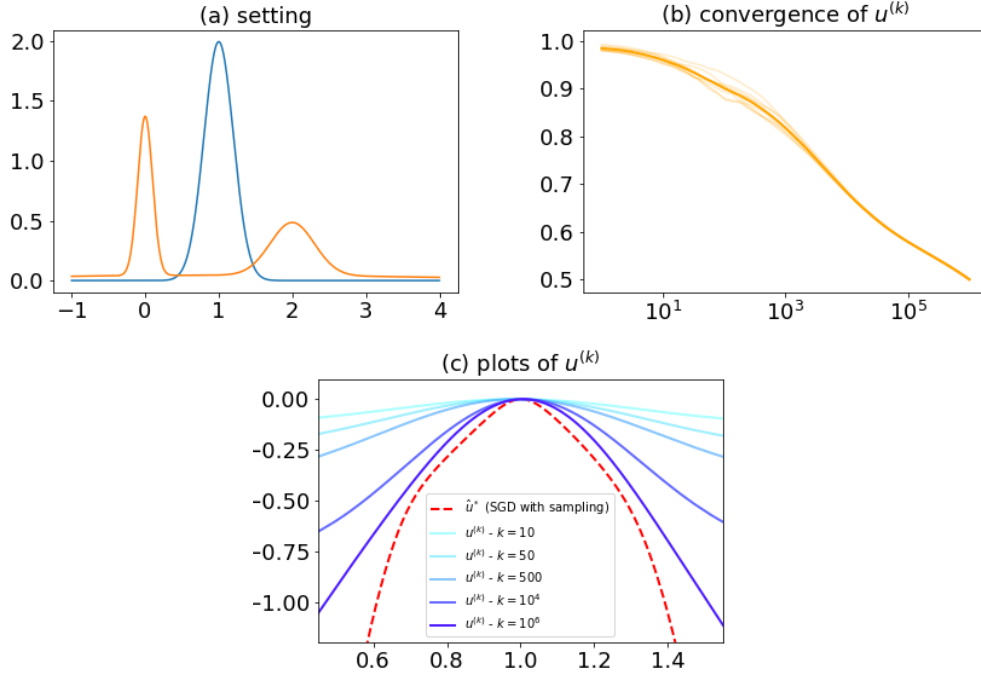 (a) setting
2.0
1.5
1.0
0.5
0.0
−1 0 1 2 3 4
(b) convergence of u^(k)
1.0
0.9
0.8
0.7
0.6
0.5
10^1 10^3 10^5
(c) plots of u^(k)
0.00
-0.25
-0.50
-0.75
-1.00
û* (SGD with sampling)
u^(k) - k = 10
u^(k) - k = 50
u^(k) - k = 500
u^(k) - k = 10^4
u^(k) - k = 10^6
0.6 0.8 1.0 1.2 1.4